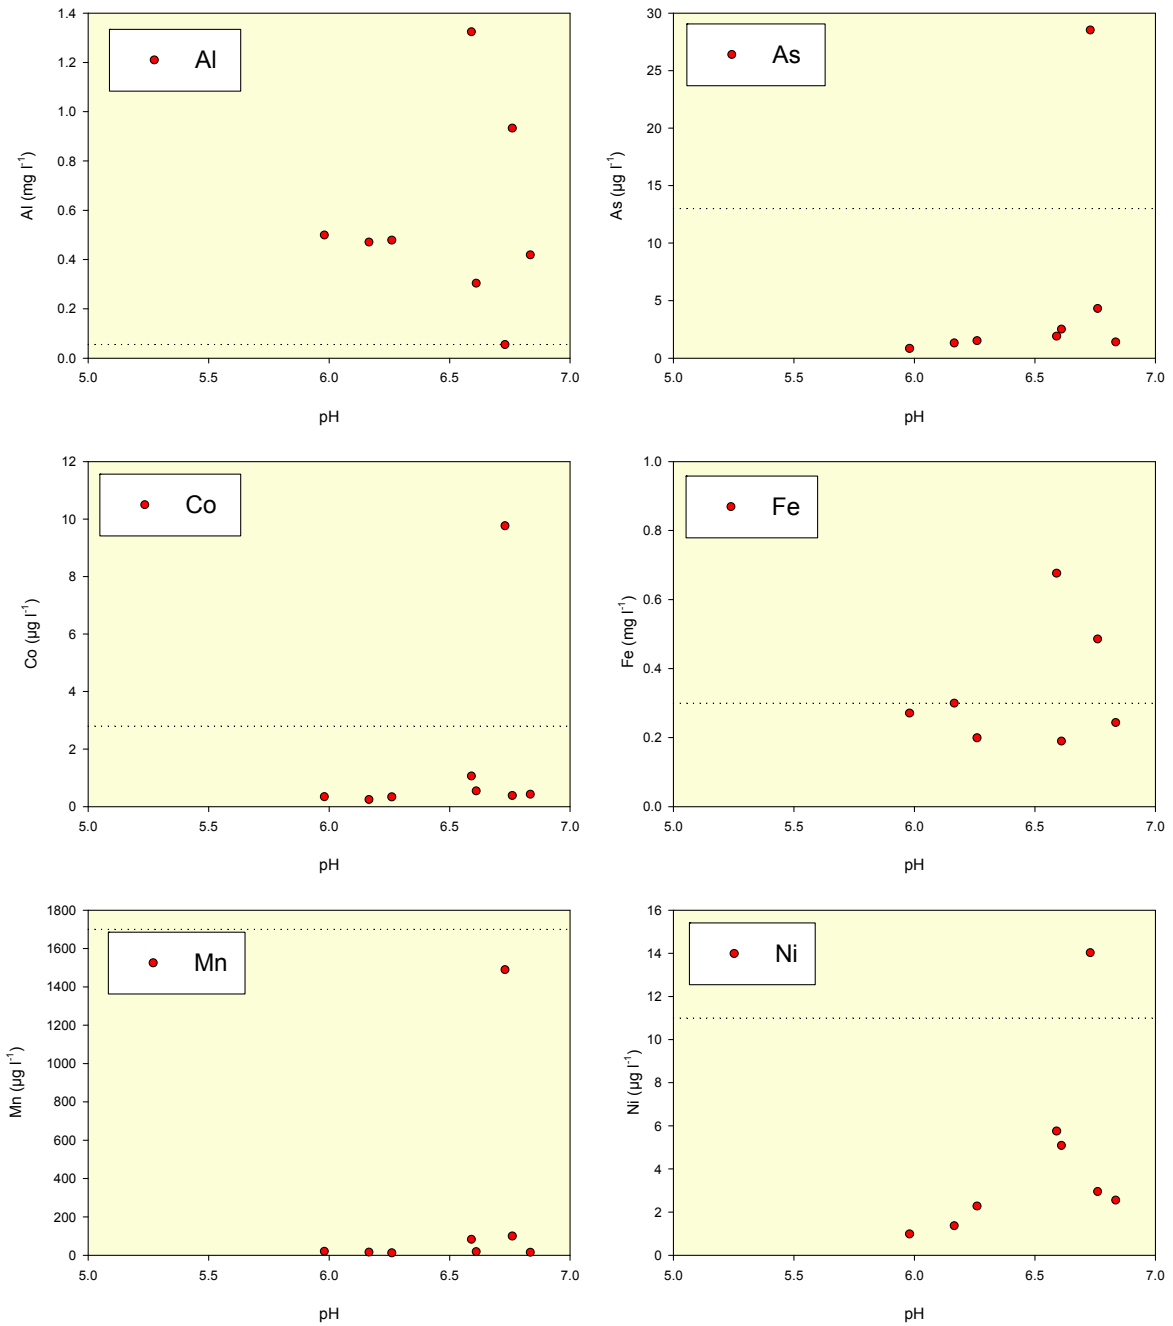 Al
Al (mg l-1)
1.4
1.2
1.0
0.8
0.6
0.4
0.2
0.0
5.0 5.5 6.0 6.5 7.0
pH
As
As (µg l-1)
30
25
20
15
10
5
0
5.0 5.5 6.0 6.5 7.0
pH
Co
Co (µg l-1)
12
10
8
6
4
2
0
5.0 5.5 6.0 6.5 7.0
pH
Fe
Fe (mg l-1)
1.0
0.8
0.6
0.4
0.2
0.0
5.0 5.5 6.0 6.5 7.0
pH
Mn
Mn (µg l-1)
1800
1600
1400
1200
1000
800
600
400
200
0
5.0 5.5 6.0 6.5 7.0
pH
Ni
Ni (µg l-1)
16
14
12
10
8
6
4
2
0
5.0 5.5 6.0 6.5 7.0
pH